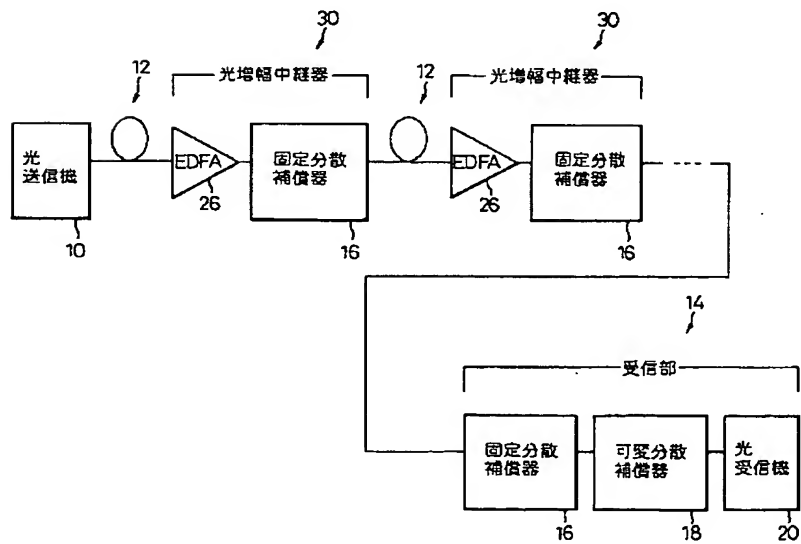 30
30
12
光増幅中継器
12
光増幅中継器
光
送信機
EDFA
固定分散
補償器
EDFA
固定分散
補償器
10
26
16
26
16
14
受信部
固定分散
補償器
可変分散
補償器
光
受信機
16
18
20